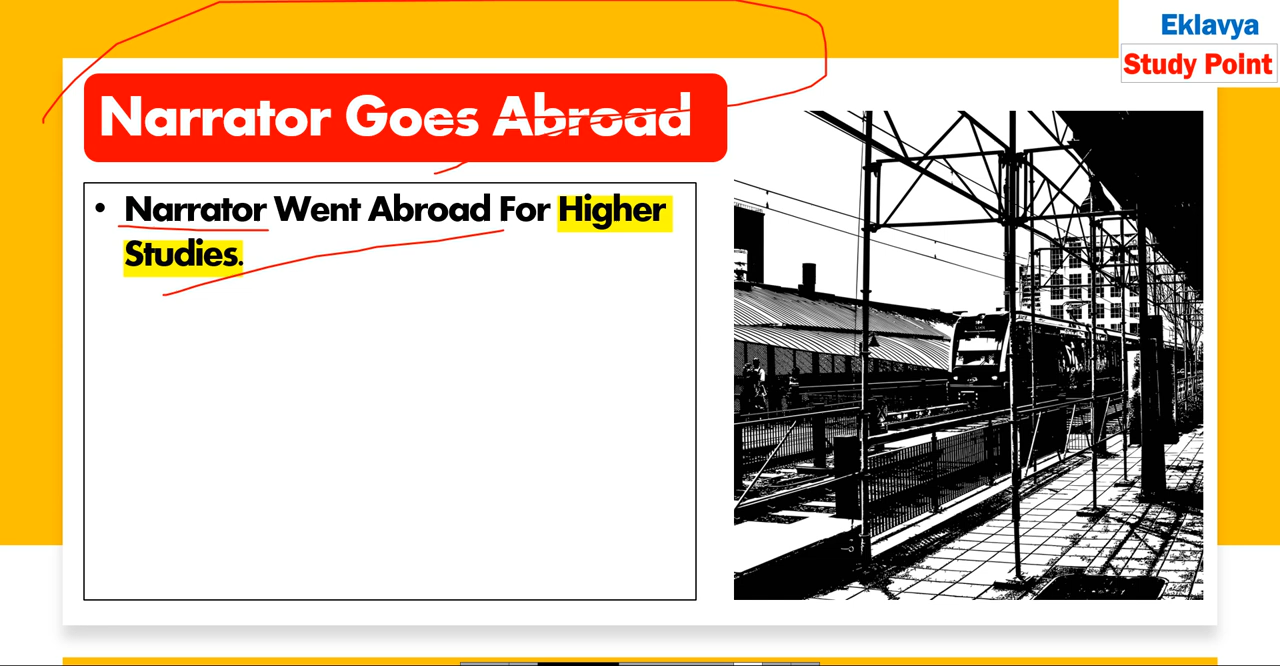 Eklavya
Study Point
Narrator Goes Abroad
• Narrator Went Abroad For Higher
Studies.